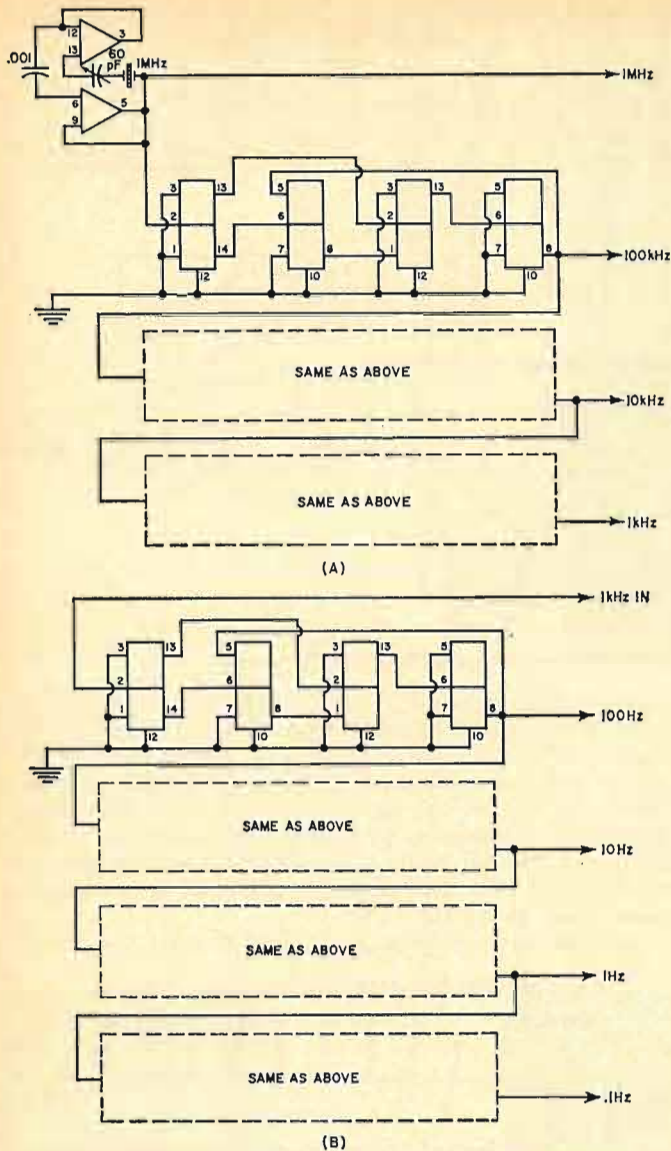 12 3
.001 13 60
pF 1MHz 1MHz
6 5
9
3 13 5 3 13 5
2 6 2 6
1 14 7 6 1 7 8 100kHz
12 10 12 10
SAME AS ABOVE
10kHz
SAME AS ABOVE
1kHz
(A)
1kHz IN
3 13 5 3 13 5
2 6 2 6
1 14 7 8 1 7 8 100Hz
12 10 12 10
SAME AS ABOVE
10Hz
SAME AS ABOVE
1Hz
SAME AS ABOVE
.1Hz
(B)